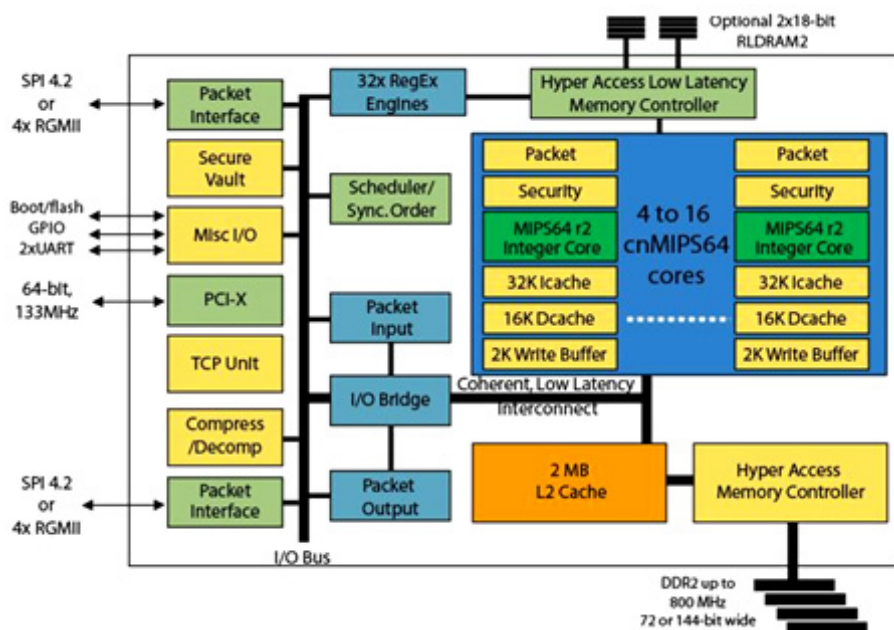 Optional 2x18-bit
RLDRAM2
SPI 4.2
or
4x RGMII
Packet
Interface
32x RegEx
Engines
Hyper Access Low Latency
Memory Controller
Secure
Vault
Scheduler/
Sync. Order
Boot/flash
GPIO
2xUART
Misc I/O
64-bit,
133MHz
PCI-X
Packet
Input
TCP Unit
I/O Bridge
Compress
/Decomp
SPI 4.2
or
4x RGMII
Packet
Interface
Packet
Output
I/O Bus
Packet
Security
MIPS64 r2
Integer Core
32K Icache
16K Dcache
2K Write Buffer
4 to 16
cnMIPS64
cores
Packet
Security
MIPS64 r2
Integer Core
32K Icache
16K Dcache
2K Write Buffer
Coherent, Low Latency
Interconnect
2 MB
L2 Cache
Hyper Access
Memory Controller
DDR2 up to
800 MHz
72 or 144-bit wide